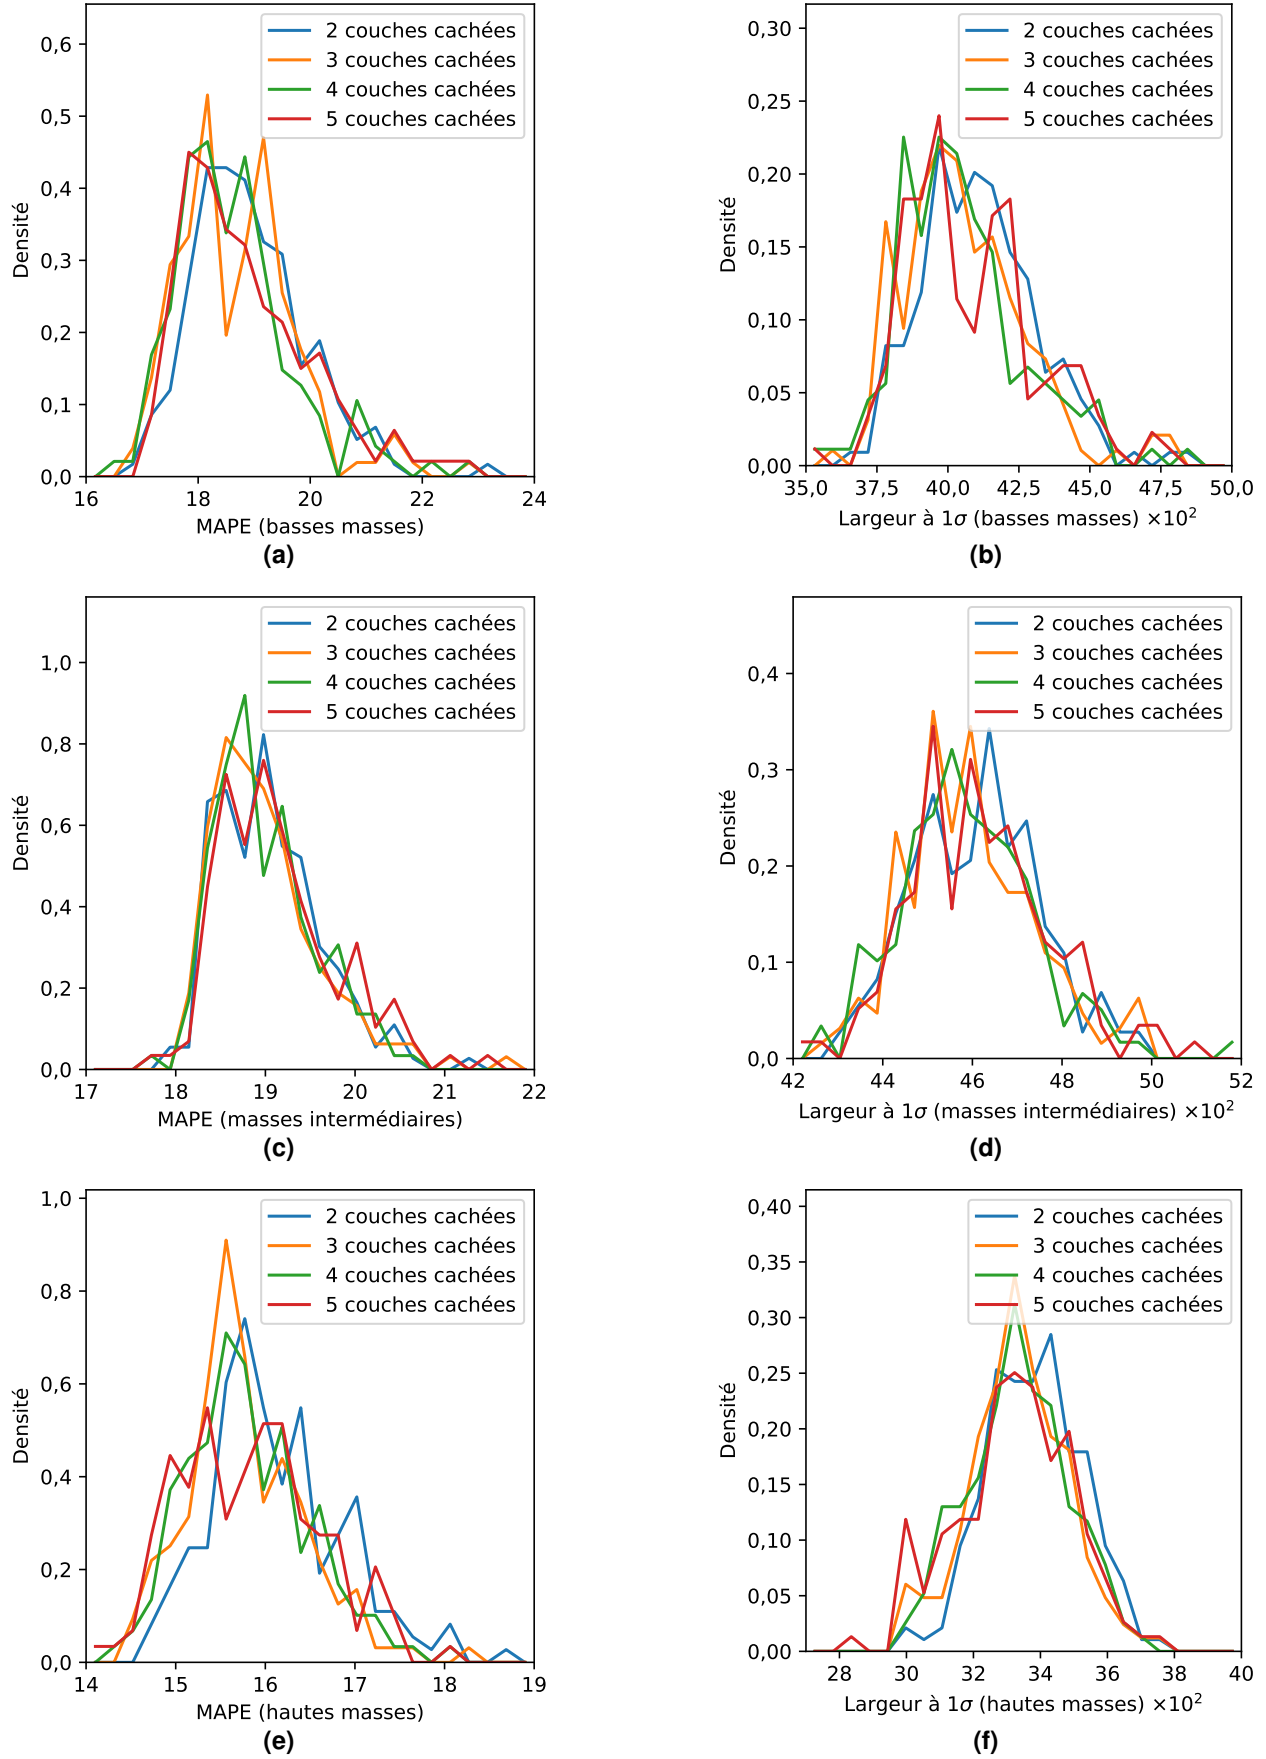 0,6
0,5
0,4
0,3
0,2
0,1
0,0
Densité
2 couches cachées
3 couches cachées
4 couches cachées
5 couches cachées
16 18 20 22 24
MAPE (basses masses)
(a)
0,30
0,25
0,20
0,15
0,10
0,05
0,00
Densité
2 couches cachées
3 couches cachées
4 couches cachées
5 couches cachées
35,0 37,5 40,0 42,5 45,0 47,5 50,0
Largeur à 1σ (basses masses) ×10²
(b)
1,0
0,8
0,6
0,4
0,2
0,0
Densité
2 couches cachées
3 couches cachées
4 couches cachées
5 couches cachées
17 18 19 20 21 22
MAPE (masses intermédiaires)
(c)
0,4
0,3
0,2
0,1
0,0
Densité
2 couches cachées
3 couches cachées
4 couches cachées
5 couches cachées
42 44 46 48 50 52
Largeur à 1σ (masses intermédiaires) ×10²
(d)
1,0
0,8
0,6
0,4
0,2
0,0
Densité
2 couches cachées
3 couches cachées
4 couches cachées
5 couches cachées
14 15 16 17 18 19
MAPE (hautes masses)
(e)
0,40
0,35
0,30
0,25
0,20
0,15
0,10
0,05
0,00
Densité
2 couches cachées
3 couches cachées
4 couches cachées
5 couches cachées
28 30 32 34 36 38 40
Largeur à 1σ (hautes masses) ×10²
(f)